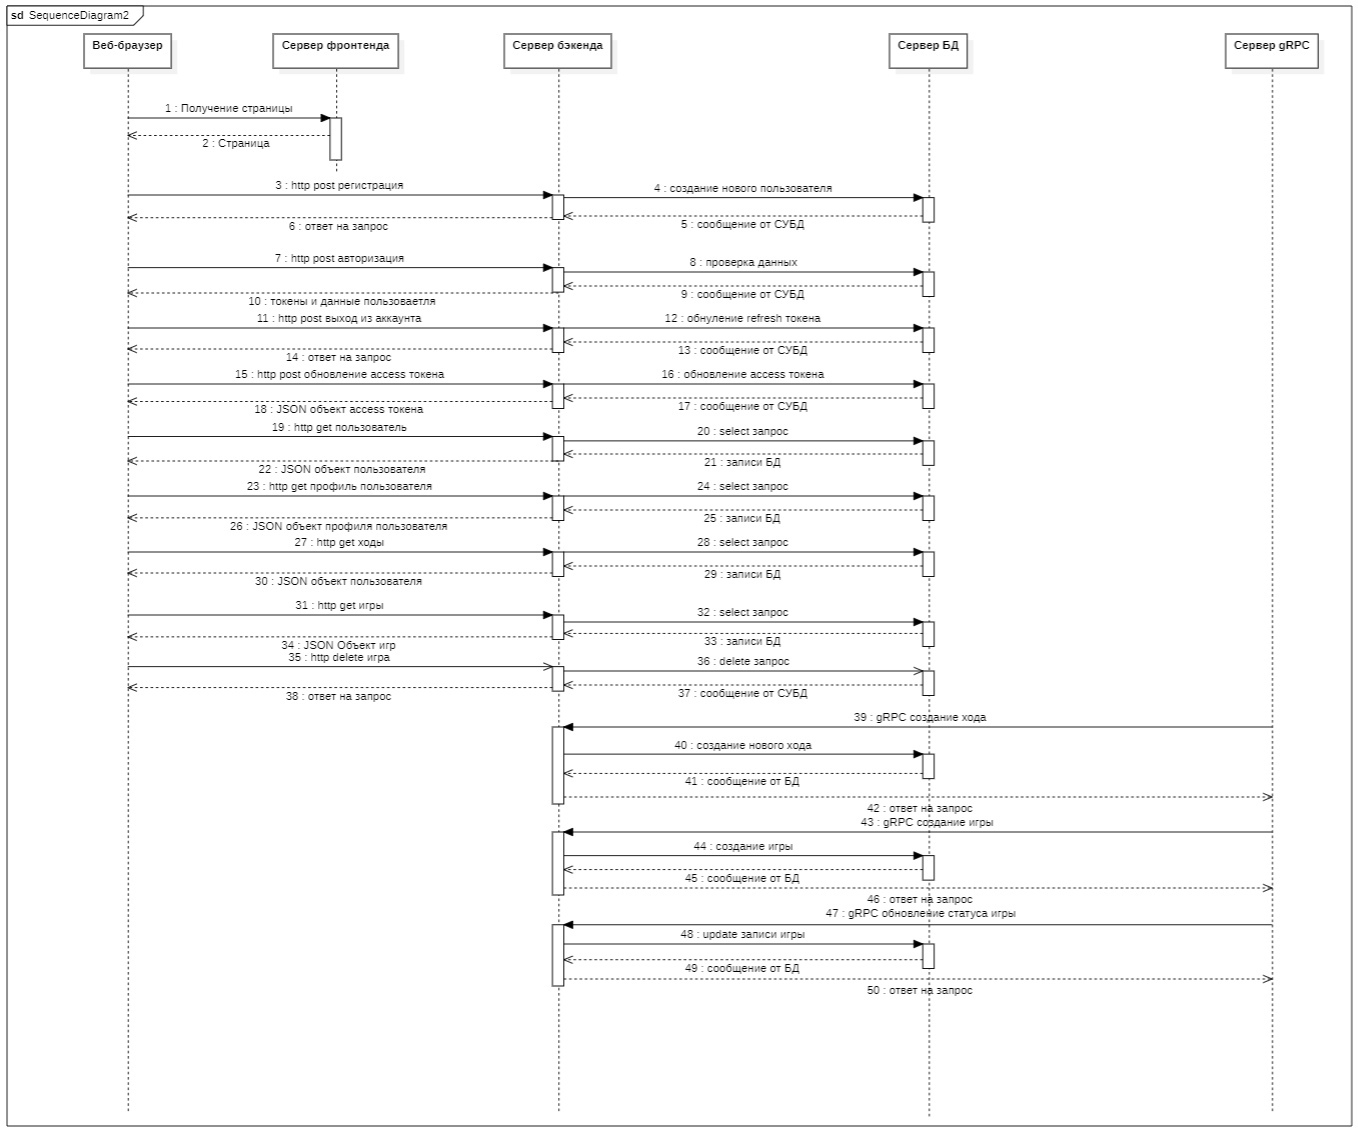 sd SequenceDiagram2
Веб-браузер
Сервер фронтенда
Сервер бэкенда
Сервер БД
Сервер gRPC
1 : Получение страницы
2 : Страница
3 : http post регистрация
4 : создание нового пользователя
5 : сообщение от СУБД
6 : ответ на запрос
7 : http post авторизация
8 : проверка данных
9 : сообщение от СУБД
10 : токены и данные пользоваетля
11 : http post выход из аккаунта
12 : обнуление refresh токена
13 : сообщение от СУБД
14 : ответ на запрос
15 : http post обновление access токена
16 : обновление access токена
17 : сообщение от СУБД
18 : JSON объект access токена
19 : http get пользователь
20 : select запрос
21 : записи БД
22 : JSON объект пользователя
23 : http get профиль пользователя
24 : select запрос
25 : записи БД
26 : JSON объект профиля пользователя
27 : http get ходы
28 : select запрос
29 : записи БД
30 : JSON объект пользователя
31 : http get игры
32 : select запрос
33 : записи БД
34 : JSON Объект игр
35 : http delete игра
36 : delete запрос
37 : сообщение от СУБД
38 : ответ на запрос
39 : gRPC создание хода
40 : создание нового хода
41 : сообщение от БД
42 : ответ на запрос
43 : gRPC создание игры
44 : создание игры
45 : сообщение от БД
46 : ответ на запрос
47 : gRPC обновление статуса игры
48 : update записи игры
49 : сообщение от БД
50 : ответ на запрос